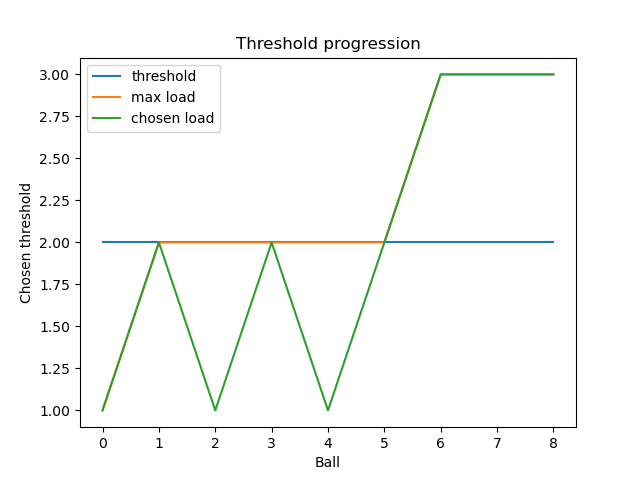 Threshold progression
threshold
max load
chosen load
Chosen threshold
3.00
2.75
2.50
2.25
2.00
1.75
1.50
1.25
1.00
0 1 2 3 4 5 6 7 8
Ball